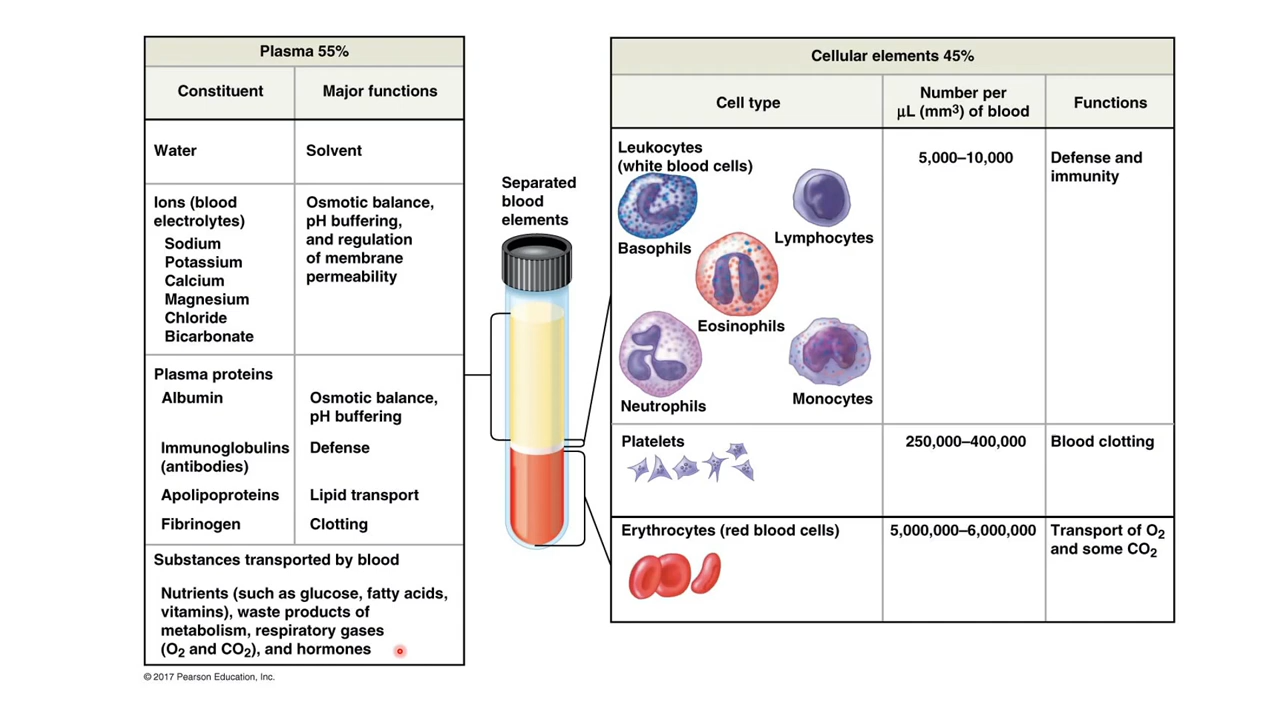 Plasma 55%
Constituent
Major functions
Water
Solvent
Ions (blood
electrolytes)
Sodium
Potassium
Calcium
Magnesium
Chloride
Bicarbonate
Osmotic balance,
pH buffering,
and regulation
of membrane
permeability
Plasma proteins
Albumin
Osmotic balance,
pH buffering
Immunoglobulins
(antibodies)
Defense
Apolipoproteins
Lipid transport
Fibrinogen
Clotting
Substances transported by blood
Nutrients (such as glucose, fatty acids,
vitamins), waste products of
metabolism, respiratory gases
(O₂ and CO₂), and hormones
© 2017 Pearson Education, Inc.
Separated
blood
elements
Cellular elements 45%
Cell type
Number per
μL (mm³) of blood
Functions
Leukocytes
(white blood cells)
5,000–10,000
Defense and
immunity
Basophils
Lymphocytes
Eosinophils
Neutrophils
Monocytes
Platelets
250,000–400,000
Blood clotting
Erythrocytes (red blood cells)
5,000,000–6,000,000
Transport of O₂
and some CO₂